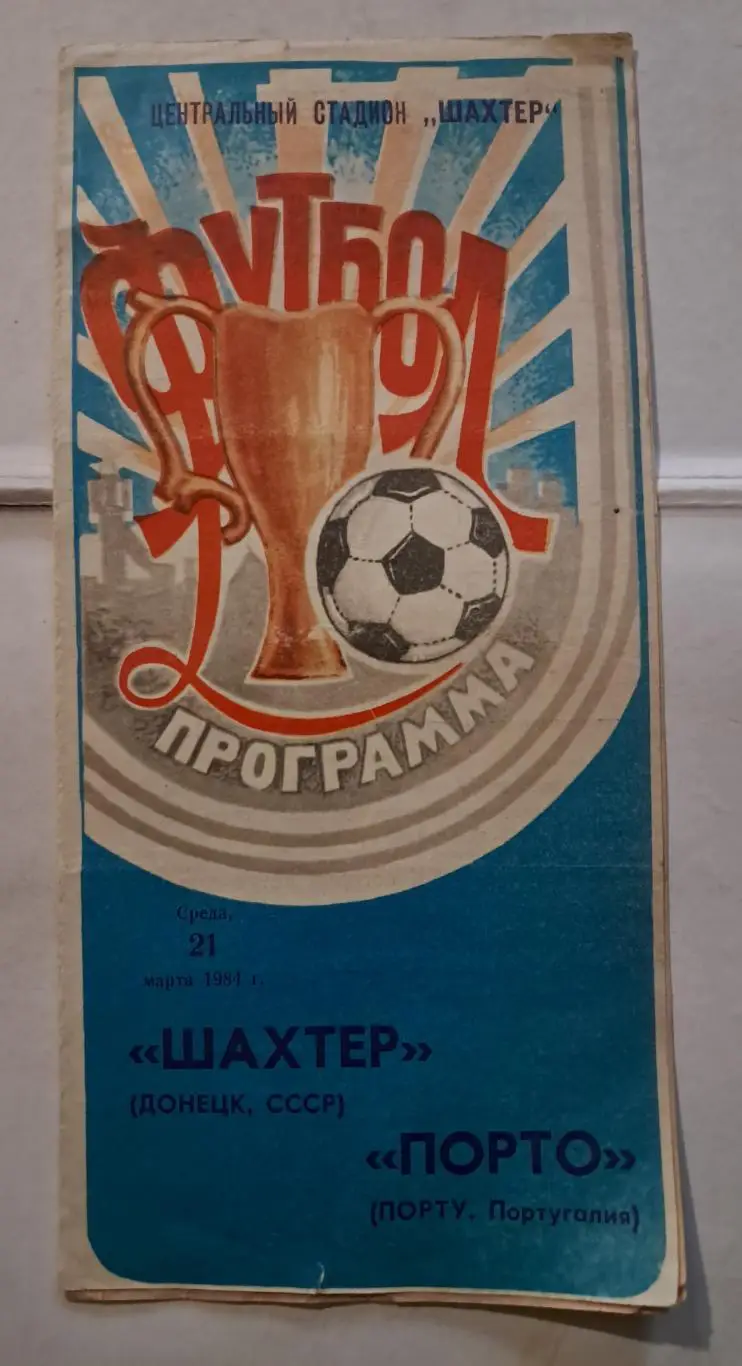 ЦЕНТРАЛЬНЫЙ СТАДИОН „ШАХТЕР“
ФУТБОЛ
ПРОГРАММА
Среда,
21
марта 1984 г.
«ШАХТЕР»
(ДОНЕЦК, СССР)
«ПОРТО»
(ПОРТУ, Португалия)